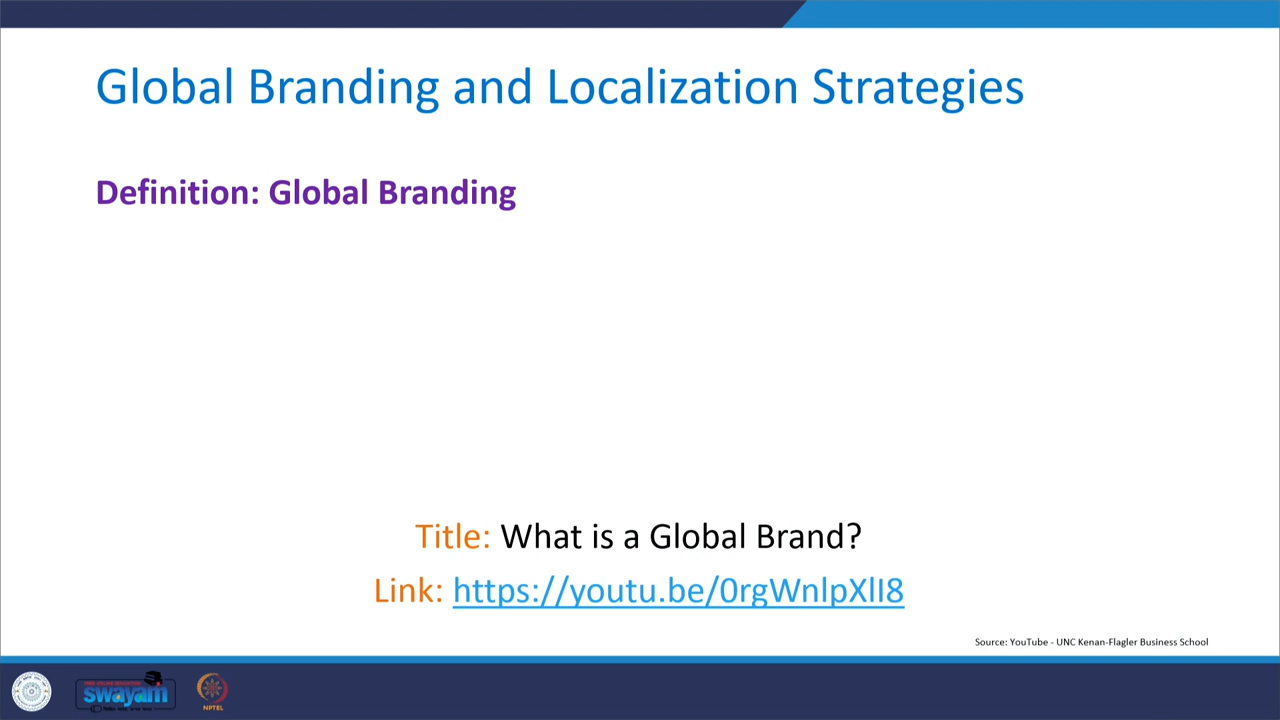 Global Branding and Localization Strategies
Definition: Global Branding
Title: What is a Global Brand?
Link: https://youtu.be/0rgWnlpXlI8
Source: YouTube - UNC Kenan-Flagler Business School
swayam
NPTEL